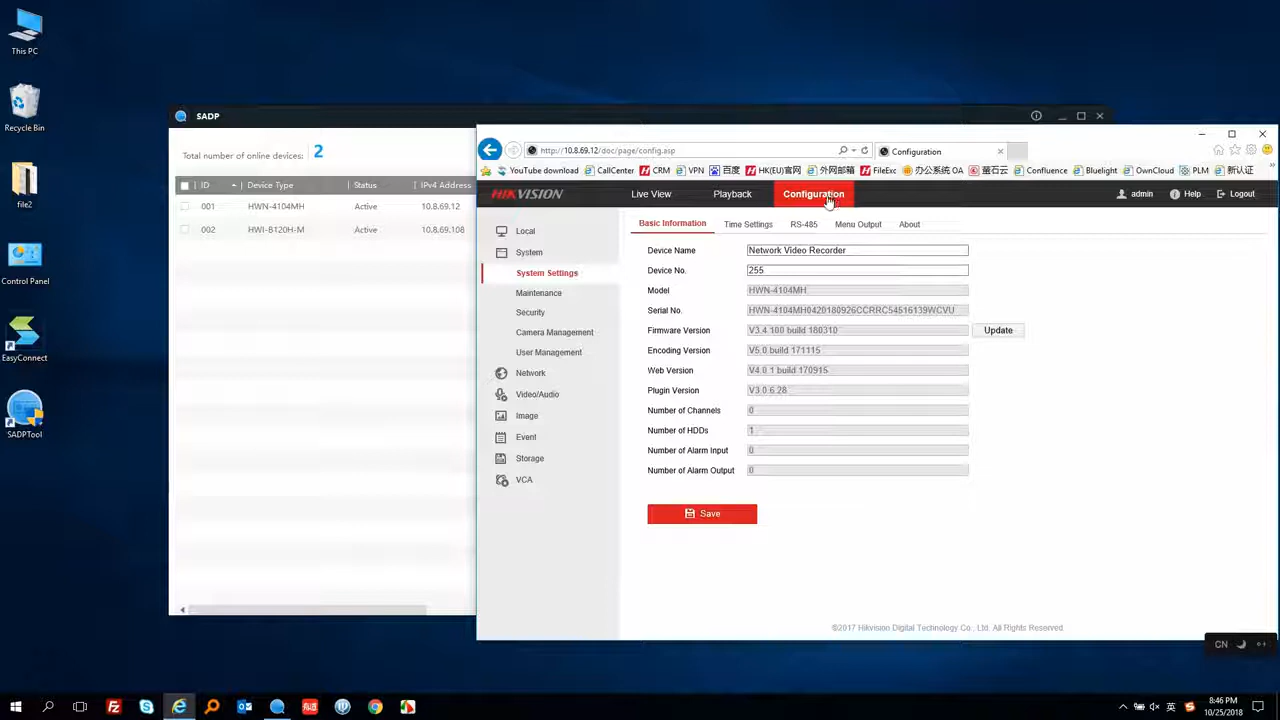 This PC
Recycle Bin
file2
Control Panel
EasyConnect
SADPTool
SADP
Total number of online devices: 2
ID Device Type Status IPv4 Address
001 HWN-4104MH Active 10.8.69.12
002 HWI-B120H-M Active 10.8.69.108
http://10.8.69.12/doc/page/config.asp
Configuration
YouTube download CallCenter CRM VPN 百度 HK(EU)官网 外网邮箱 FileExc 办公系统 OA 萤石云 Confluence Bluelight OwnCloud PLM 新认证
HIKVISION Live View Playback Configuration admin Help Logout
Local
System
System Settings
Maintenance
Security
Camera Management
User Management
Network
Video/Audio
Image
Event
Storage
VCA
Basic Information Time Settings RS-485 Menu Output About
Device Name Network Video Recorder
Device No. 255
Model HWN-4104MH
Serial No. HWN-4104MH0420180926CCRRC54516139WCVU
Firmware Version V3.4.100 build 180310 Update
Encoding Version V5.0 build 171115
Web Version V4.0.1 build 170915
Plugin Version V3.0.6.28
Number of Channels 0
Number of HDDs 1
Number of Alarm Input 0
Number of Alarm Output 0
Save
©2017 Hikvision Digital Technology Co., Ltd. All Rights Reserved.
CN
英
8:46 PM
10/25/2018